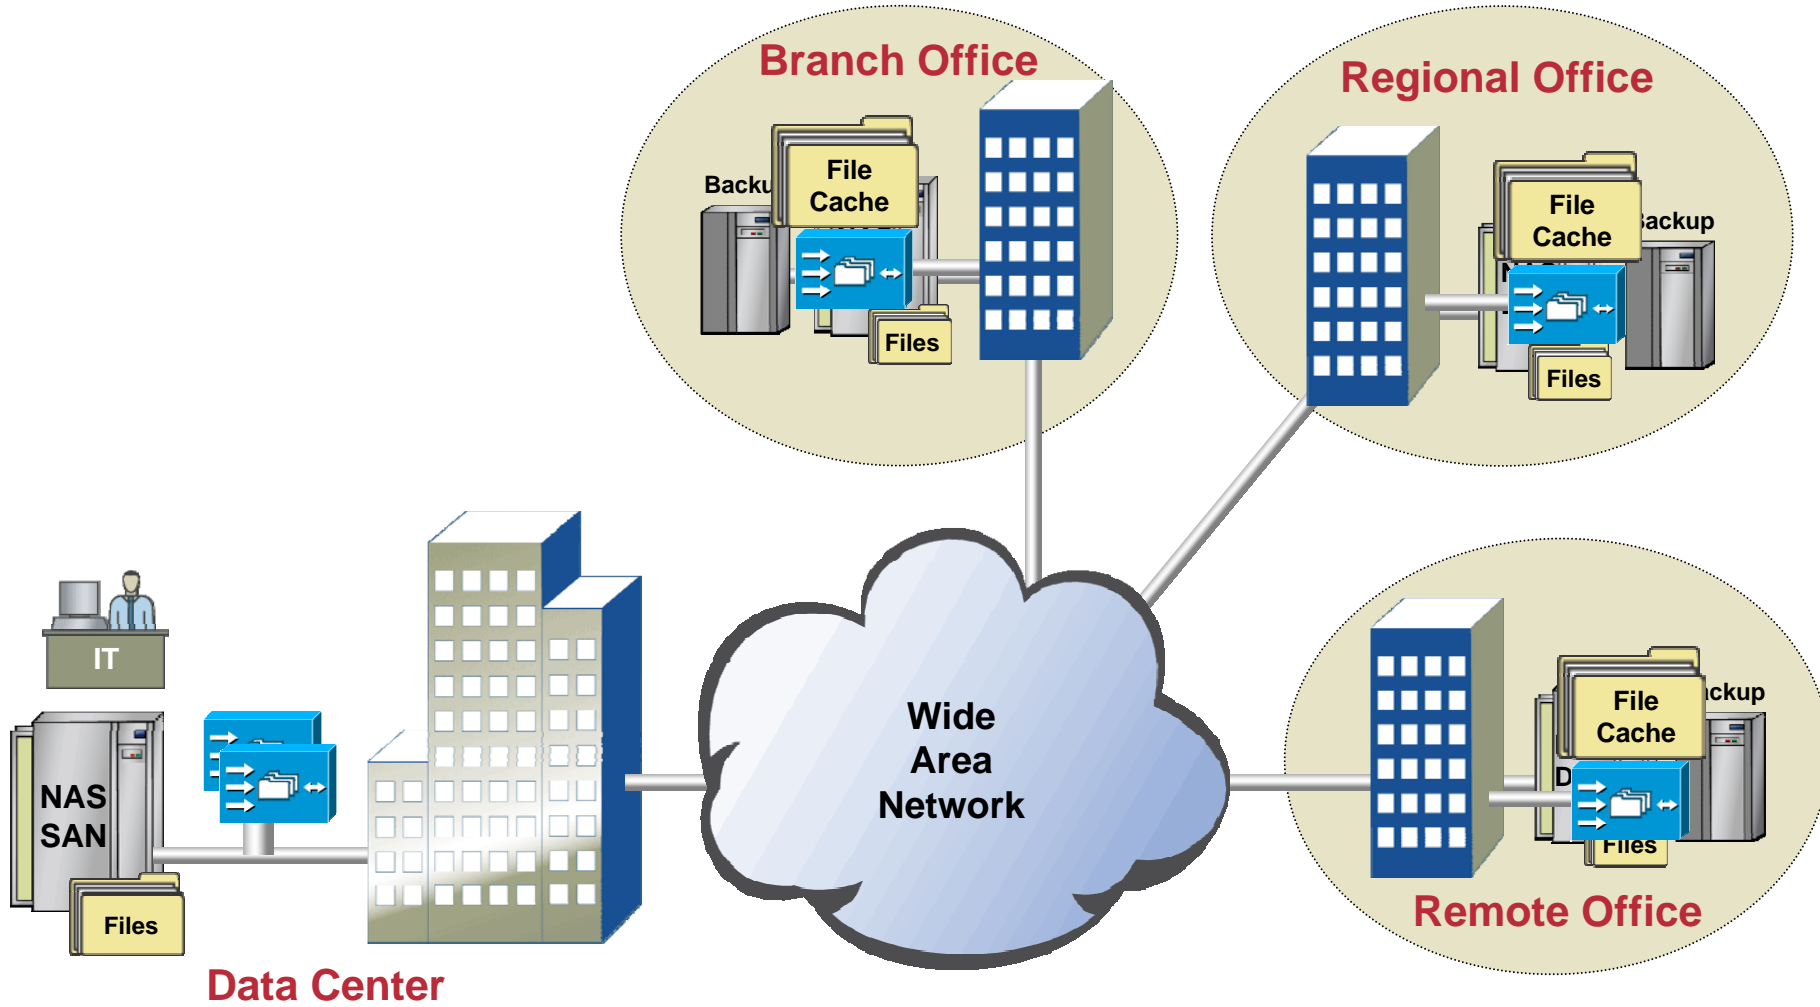 Branch Office
File
Cache
Backu
Files
Regional Office
File
Cache
Backup
Files
IT
NAS
SAN
Files
Data Center
Wide
Area
Network
File
Cache
ackup
D
Files
Remote Office